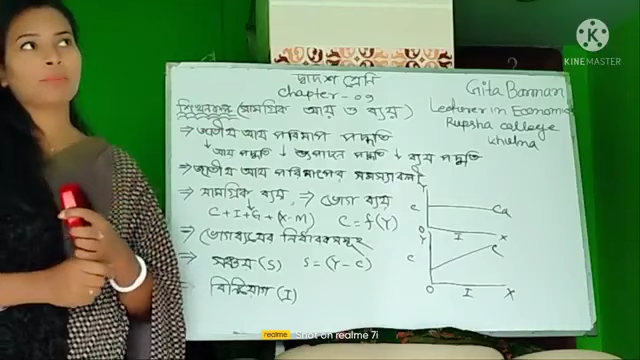 দ্বাদশ শ্রেণি
Chapter - 09
শিখনফল (সামগ্রিক আয় ও ব্যয়)
Gita Barman
Lecturer in Economics
Rupsha college
Khulna
⇒ জাতীয় আয় পরিমাপ পদ্ধতি
↓ আয় পদ্ধতি ↓ উৎপাদন পদ্ধতি ↓ ব্যয় পদ্ধতি
⇒ জাতীয় আয় পরিমাপের সমস্যাবলী
⇒ সামগ্রিক ব্যয়, ⇒ ভোগ ব্যয়
C + I + G + (X-M) C = f(Y)
⇒ ভোগব্যয়ের নির্ধারকসমূহ
⇒ সঞ্চয় (S) S = (Y - C)
বিনিয়োগ (I)
Y
C Ca
O I X
Y
C C
O I X
KINEMASTER
realme Shot on realme 7i